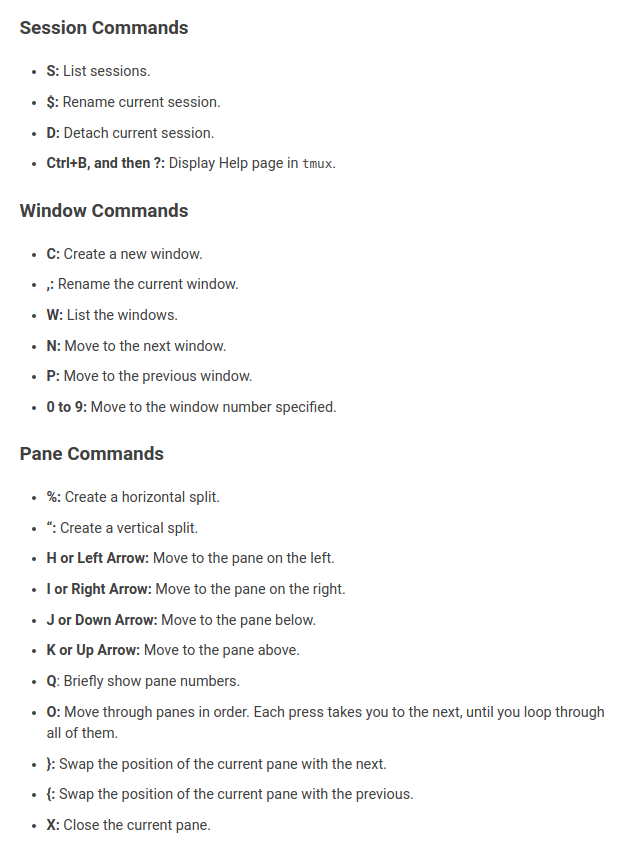 Session Commands
• S: List sessions.
• $: Rename current session.
• D: Detach current session.
• Ctrl+B, and then ?: Display Help page in tmux.
Window Commands
• C: Create a new window.
• ,: Rename the current window.
• W: List the windows.
• N: Move to the next window.
• P: Move to the previous window.
• 0 to 9: Move to the window number specified.
Pane Commands
• %: Create a horizontal split.
• “: Create a vertical split.
• H or Left Arrow: Move to the pane on the left.
• I or Right Arrow: Move to the pane on the right.
• J or Down Arrow: Move to the pane below.
• K or Up Arrow: Move to the pane above.
• Q: Briefly show pane numbers.
• O: Move through panes in order. Each press takes you to the next, until you loop through
all of them.
• }: Swap the position of the current pane with the next.
• {: Swap the position of the current pane with the previous.
• X: Close the current pane.